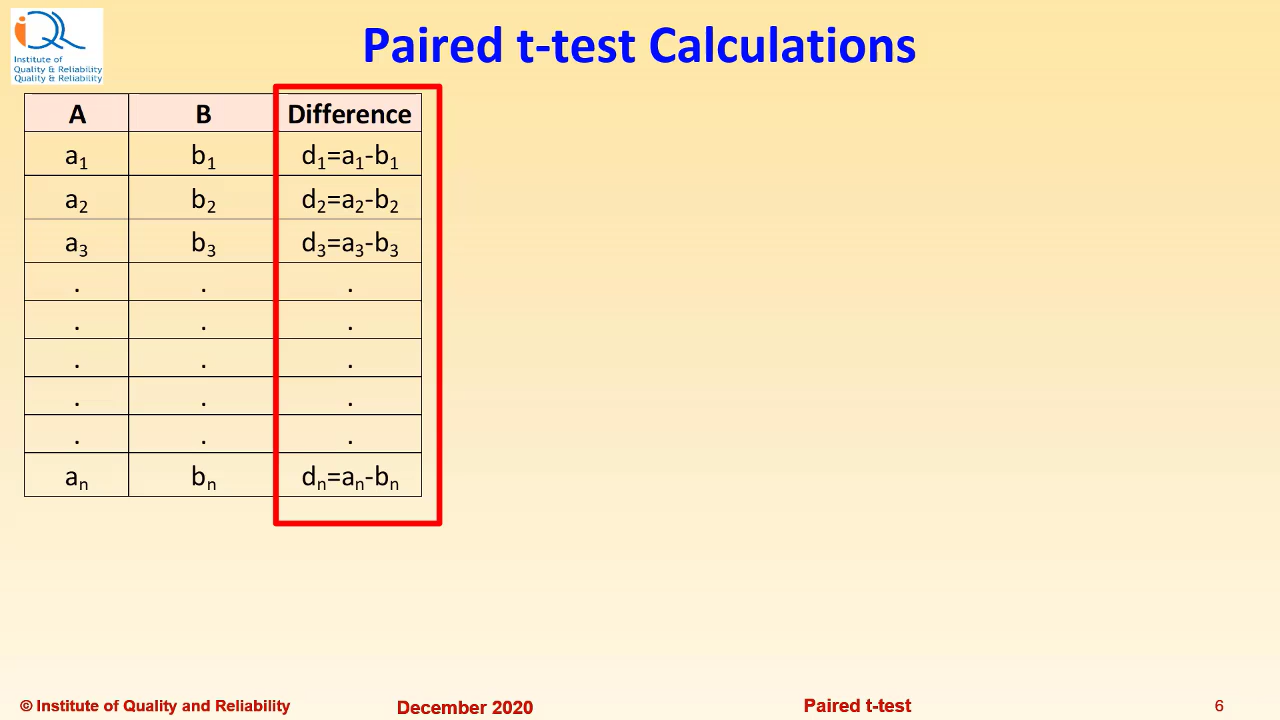 Institute of
Quality & Reliability
Quality & Reliability
Paired t-test Calculations
A B Difference
a₁ b₁ d₁=a₁-b₁
a₂ b₂ d₂=a₂-b₂
a₃ b₃ d₃=a₃-b₃
. . .
. . .
. . .
. . .
. . .
aₙ bₙ dₙ=aₙ-bₙ
© Institute of Quality and Reliability December 2020 Paired t-test 6